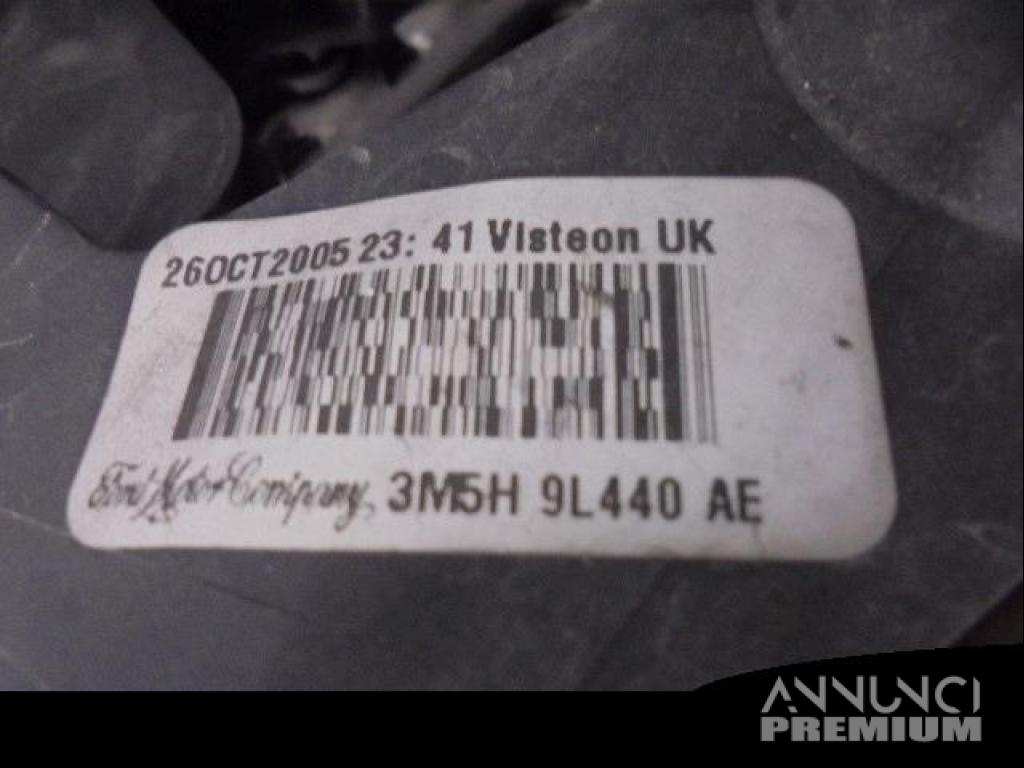 26OCT2005 23: 41 Visteon UK
Ford Motor Company, 3M5H 9L440 AE
ANNUNCI
PREMIUM